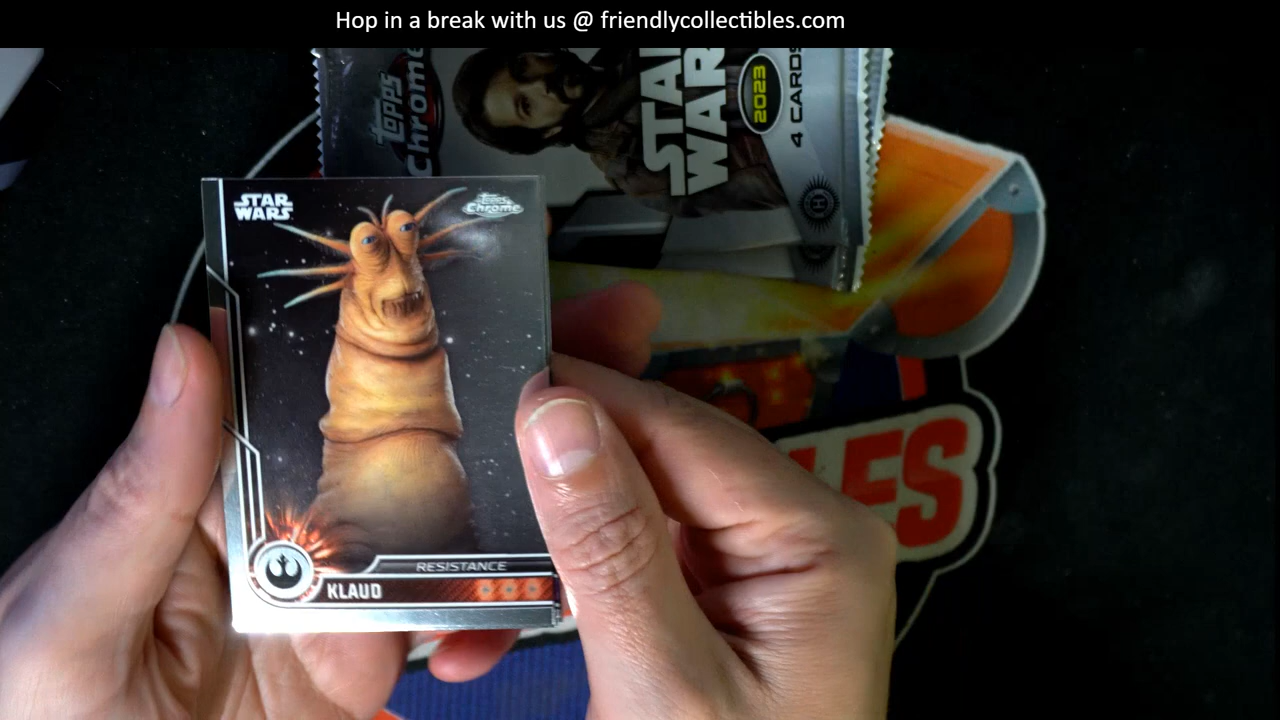 Hop in a break with us @ friendlycollectibles.com
Topps
Chrome
STAR
WARS
2023
4 CARDS
STAR
WARS
Topps
Chrome
LES
RESISTANCE
KLAUD